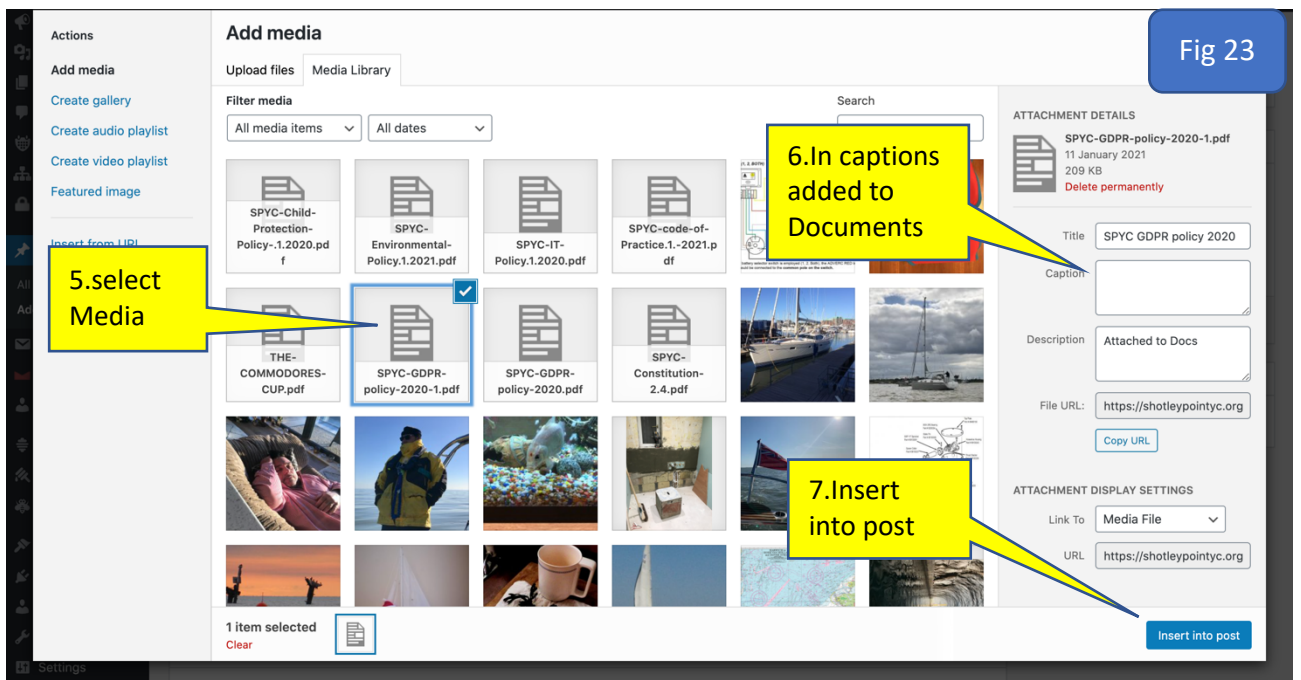 Fig 23
Actions
Add media
Create gallery
Create audio playlist
Create video playlist
Featured image
Insert from URL
Add media
Upload files
Media Library
Filter media
All media items
All dates
Search
SPYC-Child-
Protection-
Policy-.1.2020.pd
f
SPYC-
Environmental-
Policy.1.2021.pdf
SPYC-IT-
Policy.1.2020.pdf
SPYC-code-of-
Practice.1.-2021.p
df
THE-
COMMODORES-
CUP.pdf
SPYC-GDPR-
policy-2020-1.pdf
SPYC-GDPR-
policy-2020.pdf
SPYC-
Constitution-
2.4.pdf
5.select
Media
6.In captions
added to
Documents
7.Insert
into post
ATTACHMENT DETAILS
SPYC-GDPR-policy-2020-1.pdf
11 January 2021
209 KB
Delete permanently
Title
SPYC GDPR policy 2020
Caption
Description
Attached to Docs
File URL:
https://shotleypointyc.org
Copy URL
ATTACHMENT DISPLAY SETTINGS
Link To
Media File
URL
https://shotleypointyc.org
1 item selected
Clear
Insert into post
All
Ad
Settings